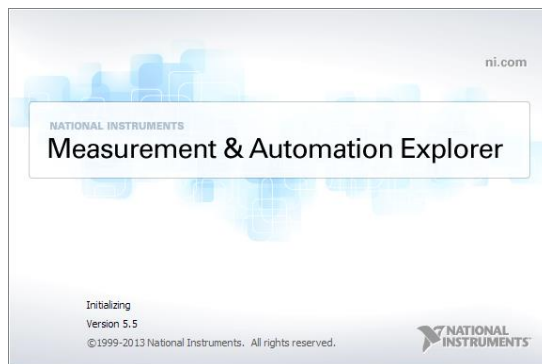 ni.com
NATIONAL INSTRUMENTS
Measurement & Automation Explorer
Initializing
Version 5.5
©1999-2013 National Instruments. All rights reserved.
NATIONAL
INSTRUMENTS™